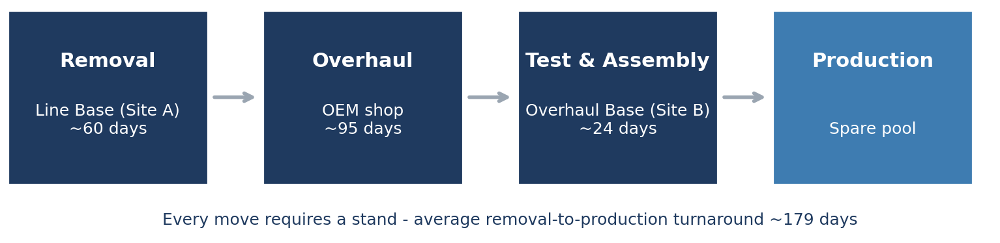 Removal
Line Base (Site A)
~60 days
Overhaul
OEM shop
~95 days
Test & Assembly
Overhaul Base (Site B)
~24 days
Production
Spare pool
Every move requires a stand - average removal-to-production turnaround ~179 days